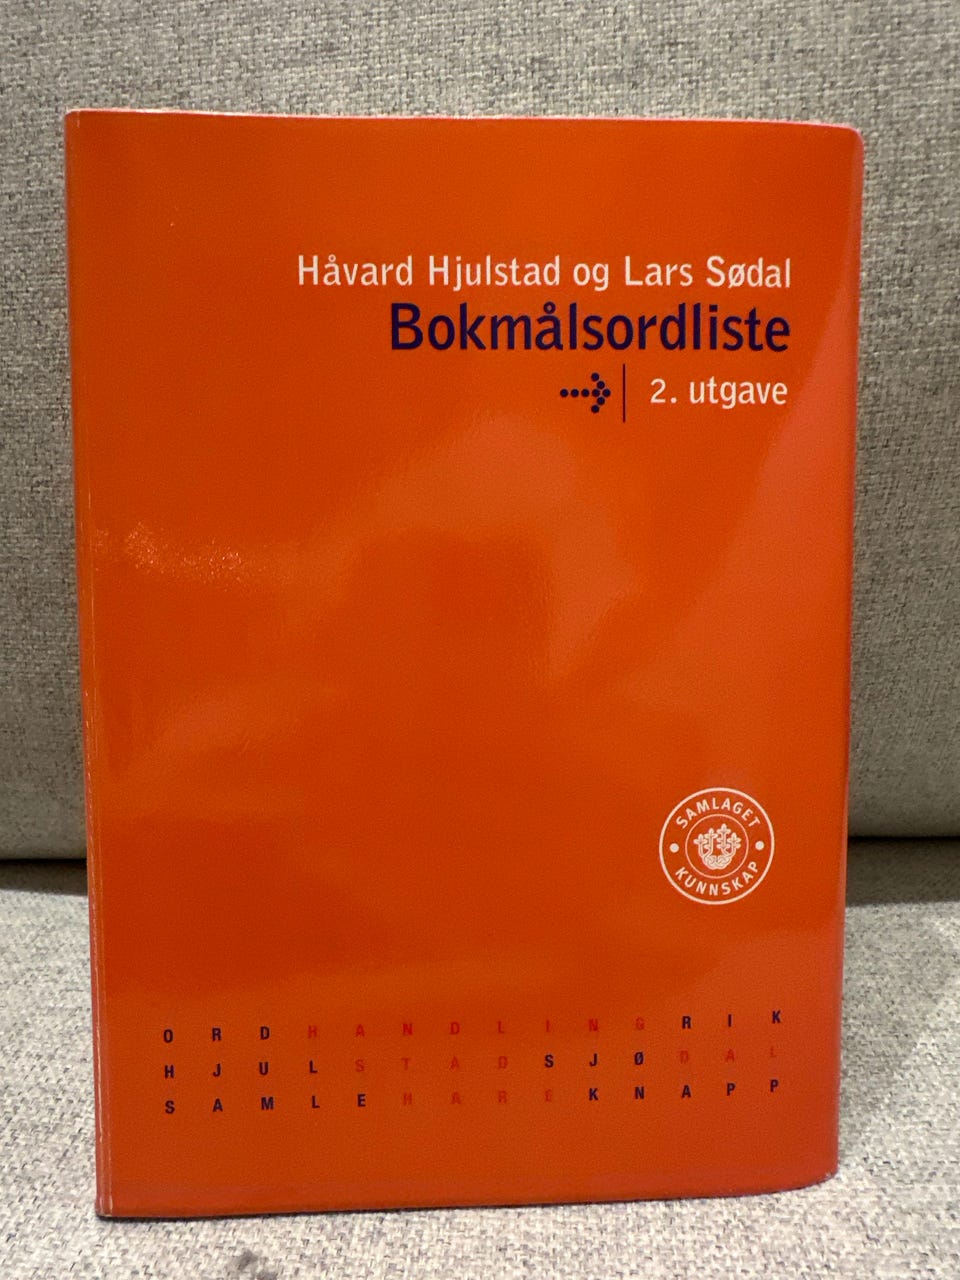 Håvard Hjulstad og Lars Sødal
Bokmålsordliste
2. utgave
SAMLAGET
KUNNSKAP
ORDHANDLINGRIK
HJULSTADSJØDAL
SAMLEHAREKNAPP